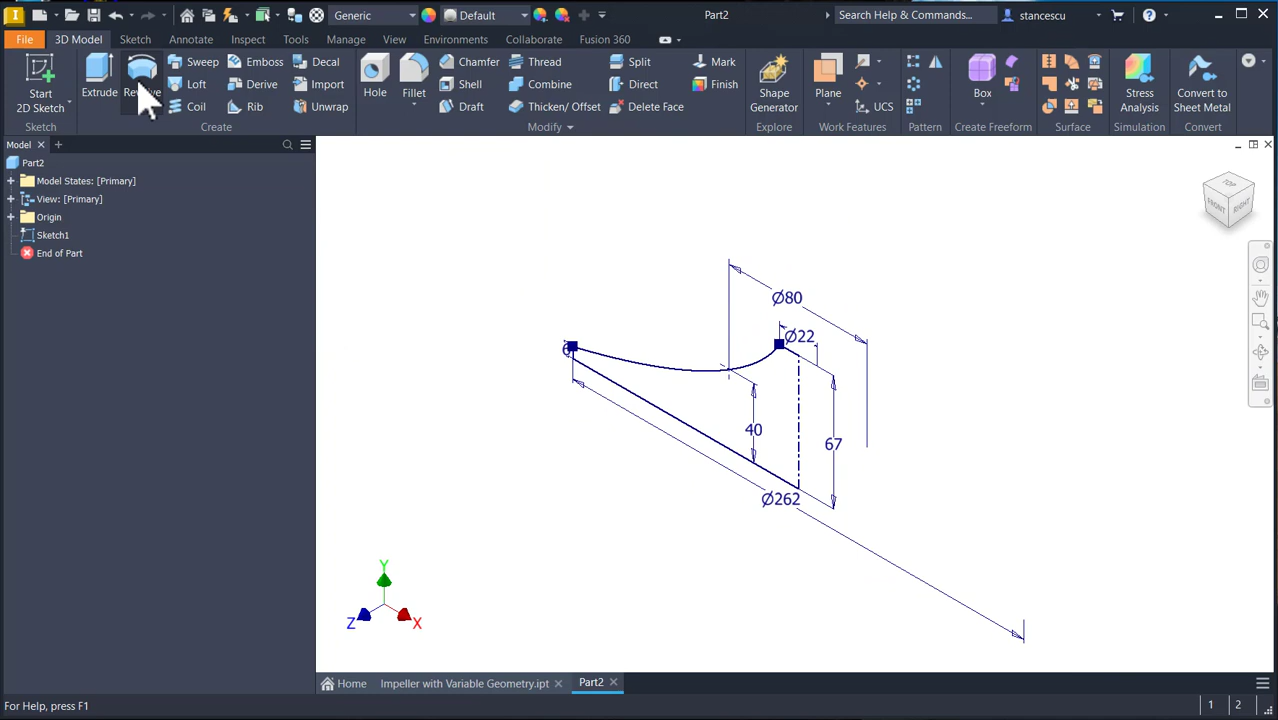 Generic
Default
Part2
Search Help & Commands...
stancescu
File
3D Model
Sketch
Annotate
Inspect
Tools
Manage
View
Environments
Collaborate
Fusion 360
Start
2D Sketch
Extrude
Sweep
Emboss
Decal
Loft
Derive
Import
Coil
Rib
Unwrap
Hole
Fillet
Chamfer
Thread
Split
Direct
Shell
Combine
Draft
Thicken/ Offset
Delete Face
Mark
Finish
Shape
Generator
Plane
UCS
Box
Stress
Analysis
Convert to
Sheet Metal
Sketch
Create
Modify
Explore
Work Features
Pattern
Create Freeform
Surface
Simulation
Convert
Model
Part2
Model States: [Primary]
View: [Primary]
Origin
Sketch1
End of Part
TOP
FRONT
RIGHT
Ø80
Ø22
6
40
67
Ø262
Y
Z
X
Home
Impeller with Variable Geometry.ipt
Part2
For Help, press F1
1
2